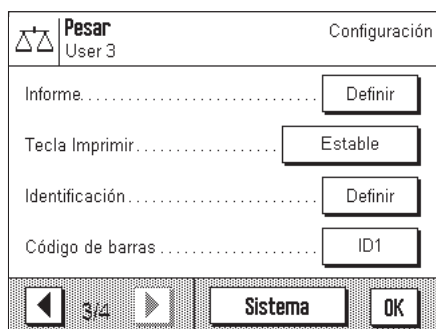 Pesar
User 3
Configuración
Informe............................. Definir
Tecla Imprimir.................. Estable
Identificación........................ Definir
Código de barras.................... ID1
3/4 Sistema OK